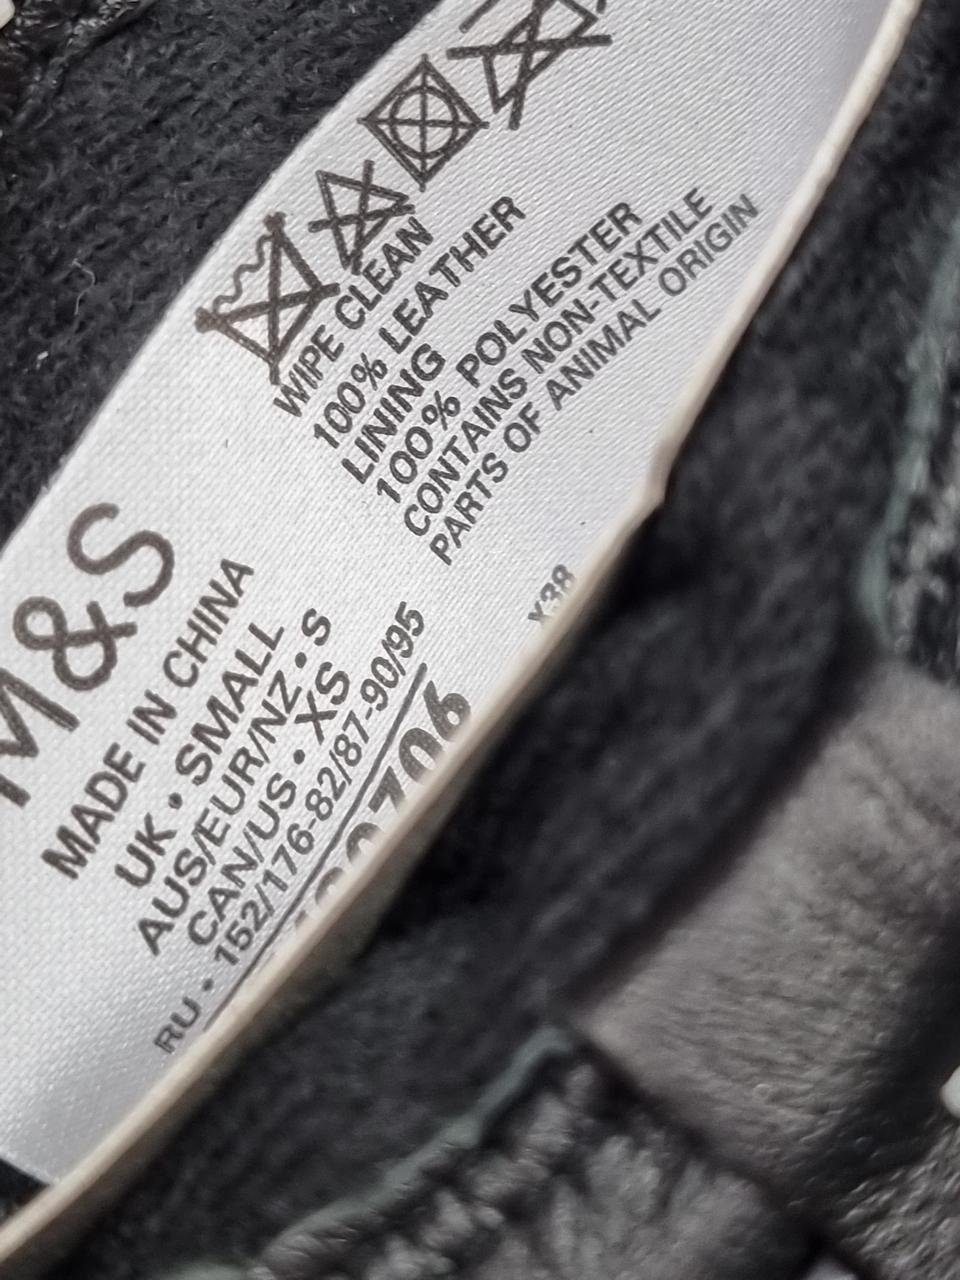 WIPE CLEAN
100% LEATHER
LINING
100% POLYESTER
CONTAINS NON-TEXTILE
PARTS OF ANIMAL ORIGIN
M&S
MADE IN CHINA
UK • SMALL
AUS/EUR/NZ • S
CAN/US • XS
RU • 152/176-82/87-90/95
X38